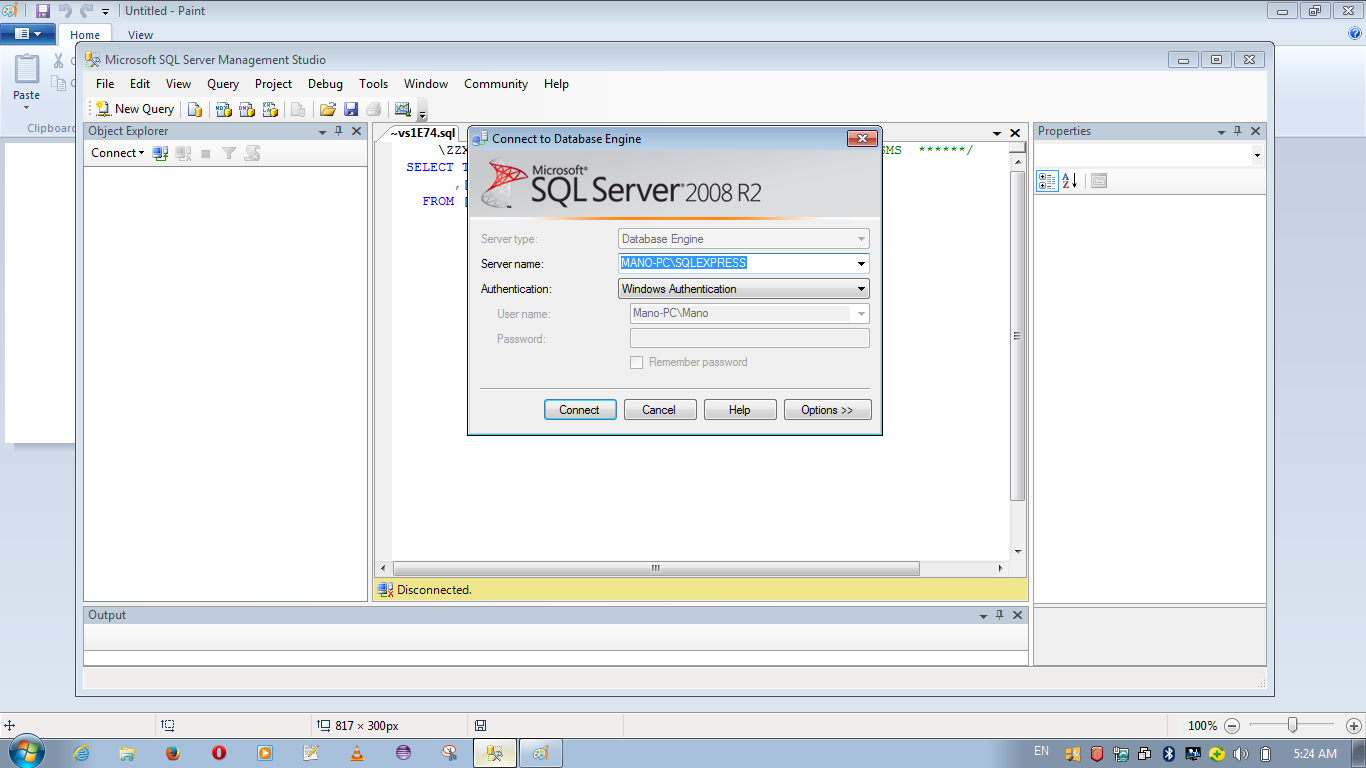 Untitled - Paint
Home View
Paste
Clipboard
Microsoft SQL Server Management Studio
File Edit View Query Project Debug Tools Window Community Help
New Query
Object Explorer
Connect
~vs1E74.sql
\ZZX
SMS ******/
SELECT T
,[
FROM [
Connect to Database Engine
Microsoft®
SQL Server® 2008 R2
Server type: Database Engine
Server name: MANO-PC\SQLEXPRESS
Authentication: Windows Authentication
User name: Mano-PC\Mano
Password:
Remember password
Connect Cancel Help Options >>
Properties
Disconnected.
Output
817 × 300px
100%
EN
5:24 AM